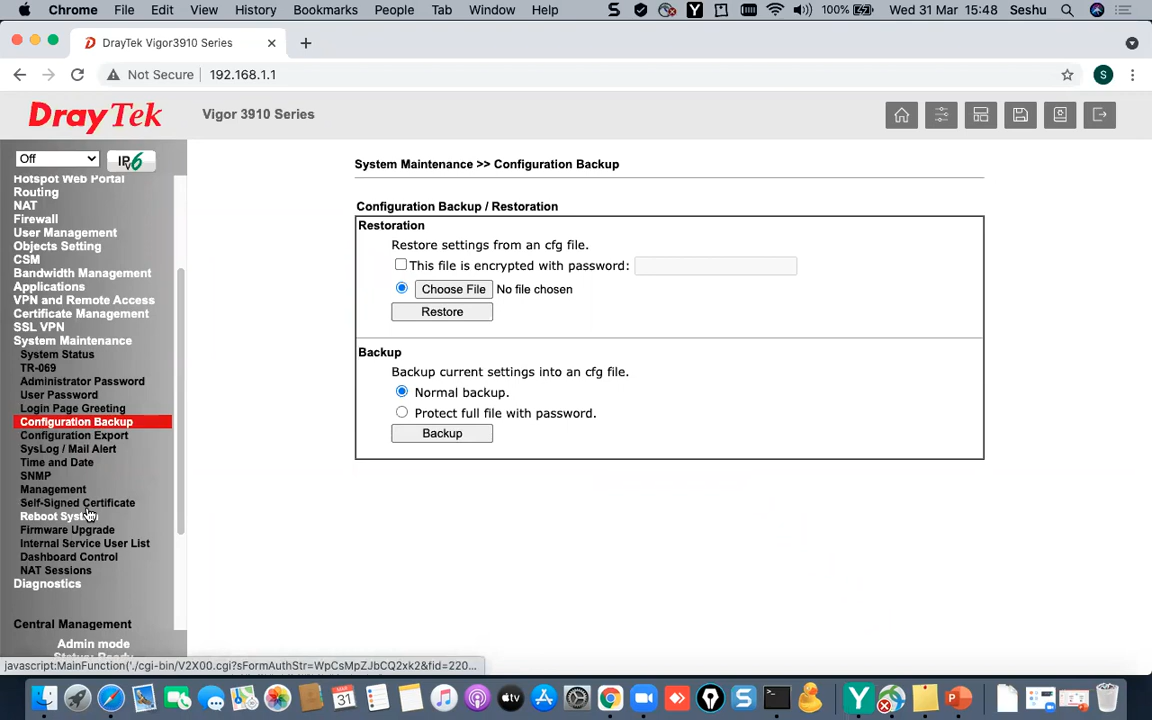 Chrome File Edit View History Bookmarks People Tab Window Help 100% Wed 31 Mar 15:48 Seshu
DrayTek Vigor3910 Series
Not Secure 192.168.1.1 S
DrayTek Vigor 3910 Series
Off IPv6
Hotspot Web Portal
Routing
NAT
Firewall
User Management
Objects Setting
CSM
Bandwidth Management
Applications
VPN and Remote Access
Certificate Management
SSL VPN
System Maintenance
System Status
TR-069
Administrator Password
User Password
Login Page Greeting
Configuration Backup
Configuration Export
SysLog / Mail Alert
Time and Date
SNMP
Management
Self-Signed Certificate
Reboot System
Firmware Upgrade
Internal Service User List
Dashboard Control
NAT Sessions
Diagnostics
Central Management
Admin mode
Status: Ready
System Maintenance >> Configuration Backup
Configuration Backup / Restoration
Restoration
Restore settings from an cfg file.
This file is encrypted with password:
Choose File No file chosen
Restore
Backup
Backup current settings into an cfg file.
Normal backup.
Protect full file with password.
Backup
javascript:MainFunction('./cgi-bin/V2X00.cgi?sFormAuthStr=WpCsMpZJbCQ2xk2&fid=220...